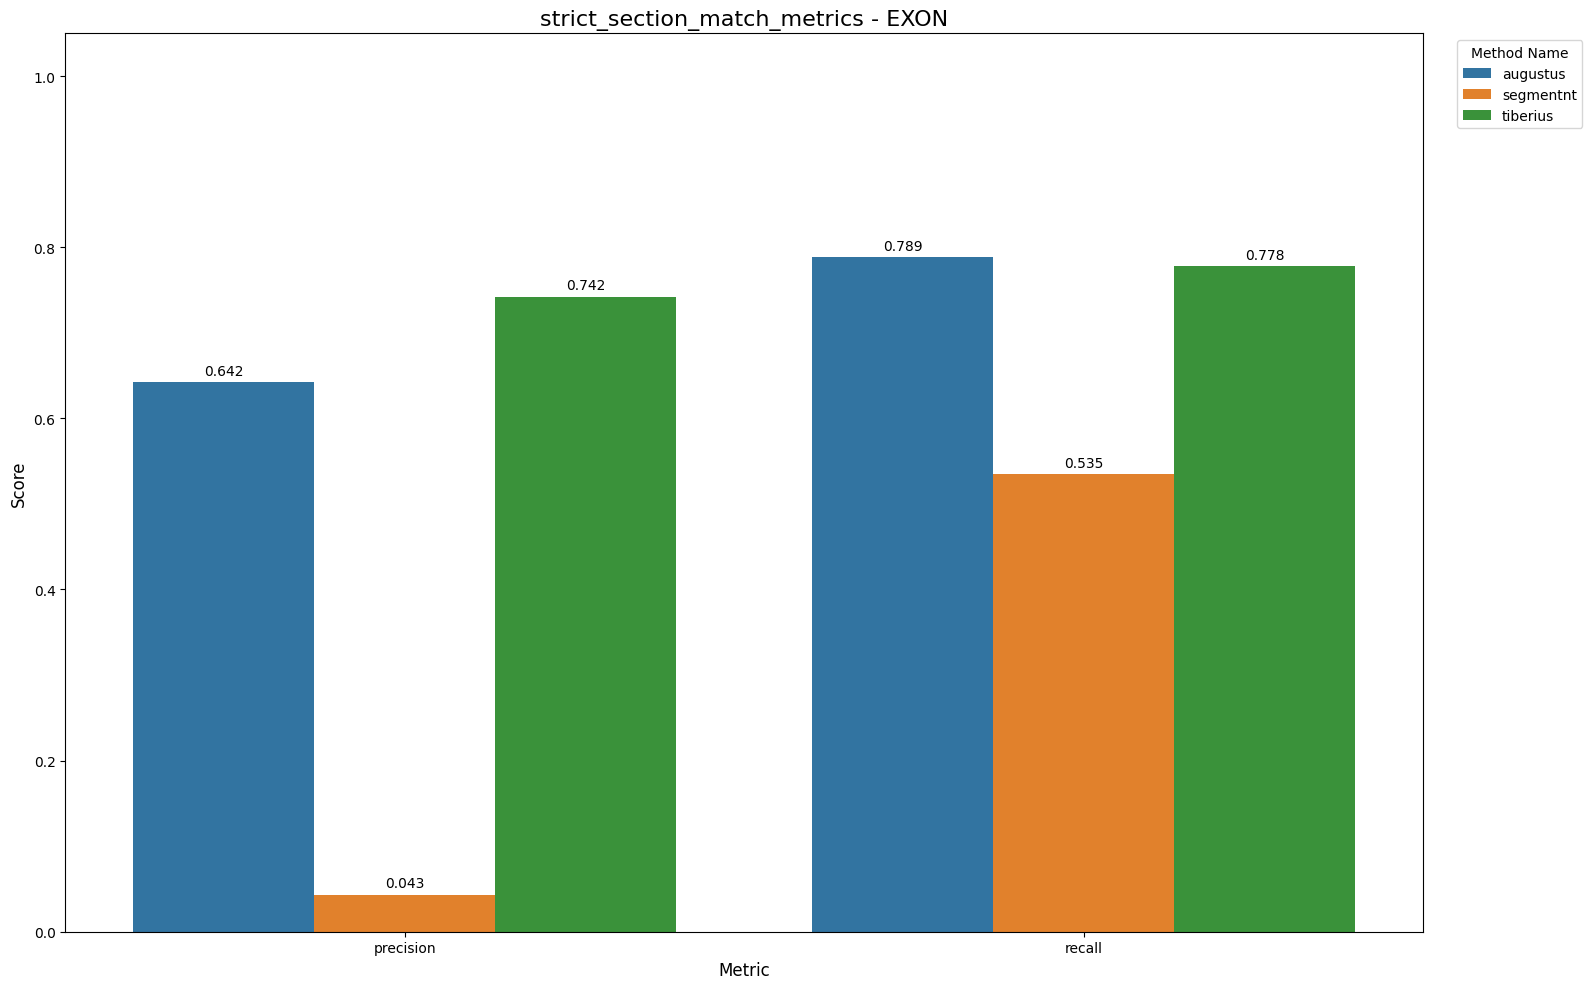 strict_section_match_metrics - EXON
Method Name
augustus
segmentnt
tiberius
1.0
0.8
0.6
0.4
0.2
0.0
Score
0.642
0.043
0.742
0.789
0.535
0.778
precision
recall
Metric